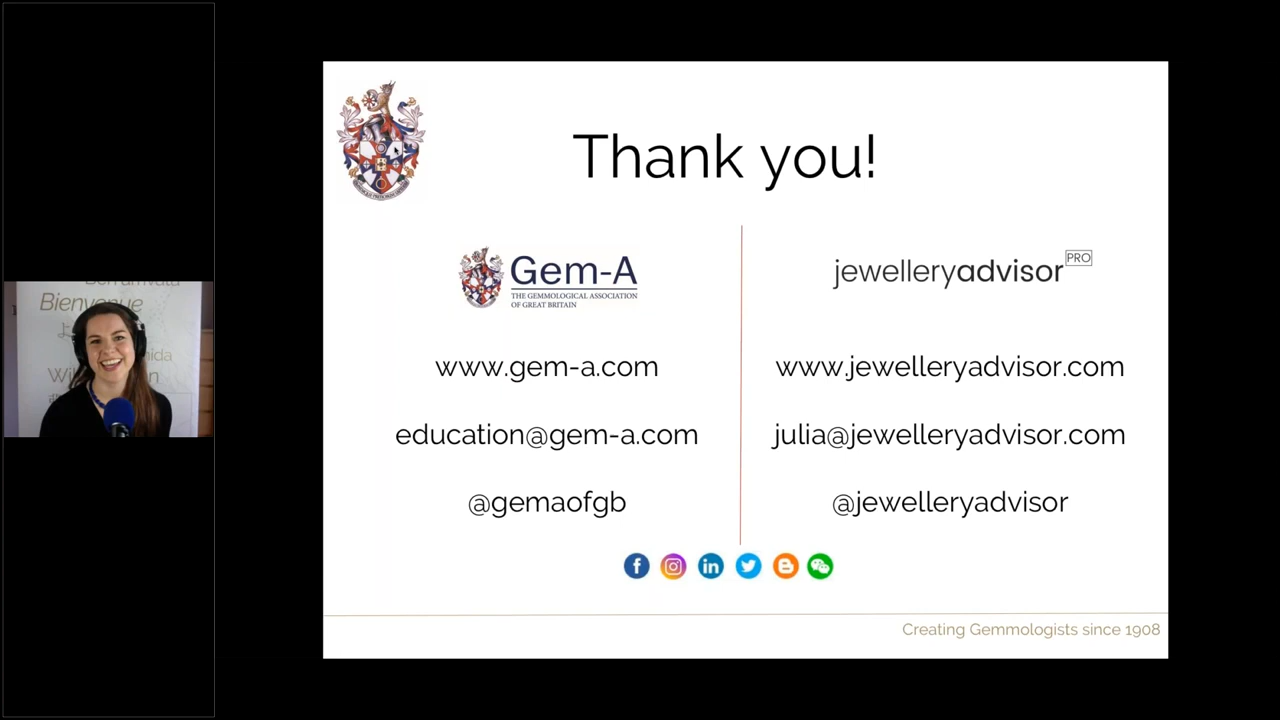 Thank you!
Gem-A
THE GEMMOLOGICAL ASSOCIATION
OF GREAT BRITAIN
www.gem-a.com
education@gem-a.com
@gemaofgb
jewelleryadvisor PRO
www.jewelleryadvisor.com
julia@jewelleryadvisor.com
@jewelleryadvisor
Creating Gemmologists since 1908
Bienvenue